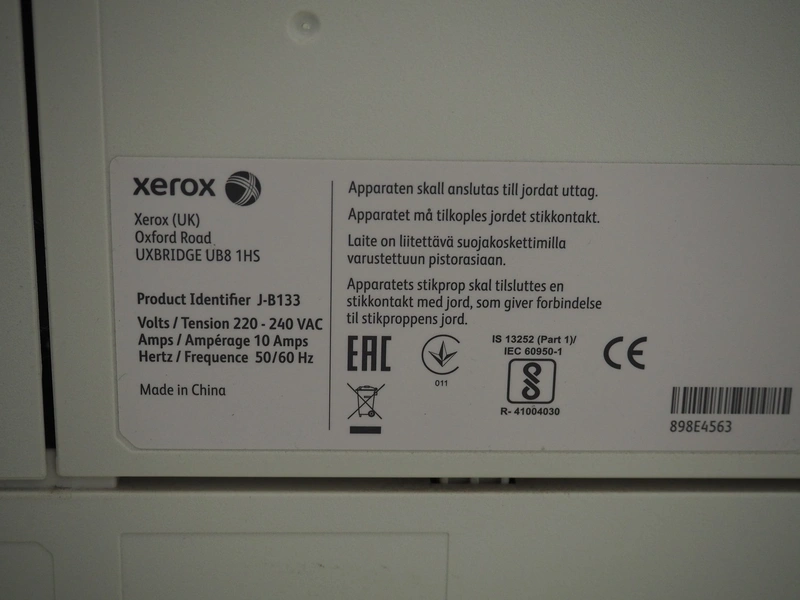 xerox
Xerox (UK)
Oxford Road
UXBRIDGE UB8 1HS
Product Identifier J-B133
Volts / Tension 220 - 240 VAC
Amps / Ampérage 10 Amps
Hertz / Frequence 50/60 Hz
Made in China
Apparaten skall anslutas till jordat uttag.
Apparatet må tilkoples jordet stikkontakt.
Laite on liitettävä suojakoskettimilla
varustettuun pistorasiaan.
Apparatets stikprop skal tilsluttes en
stikkontakt med jord, som giver forbindelse
til stikproppens jord.
EAC
011
IS 13252 (Part 1)/
IEC 60950-1
R- 41004030
CE
898E4563